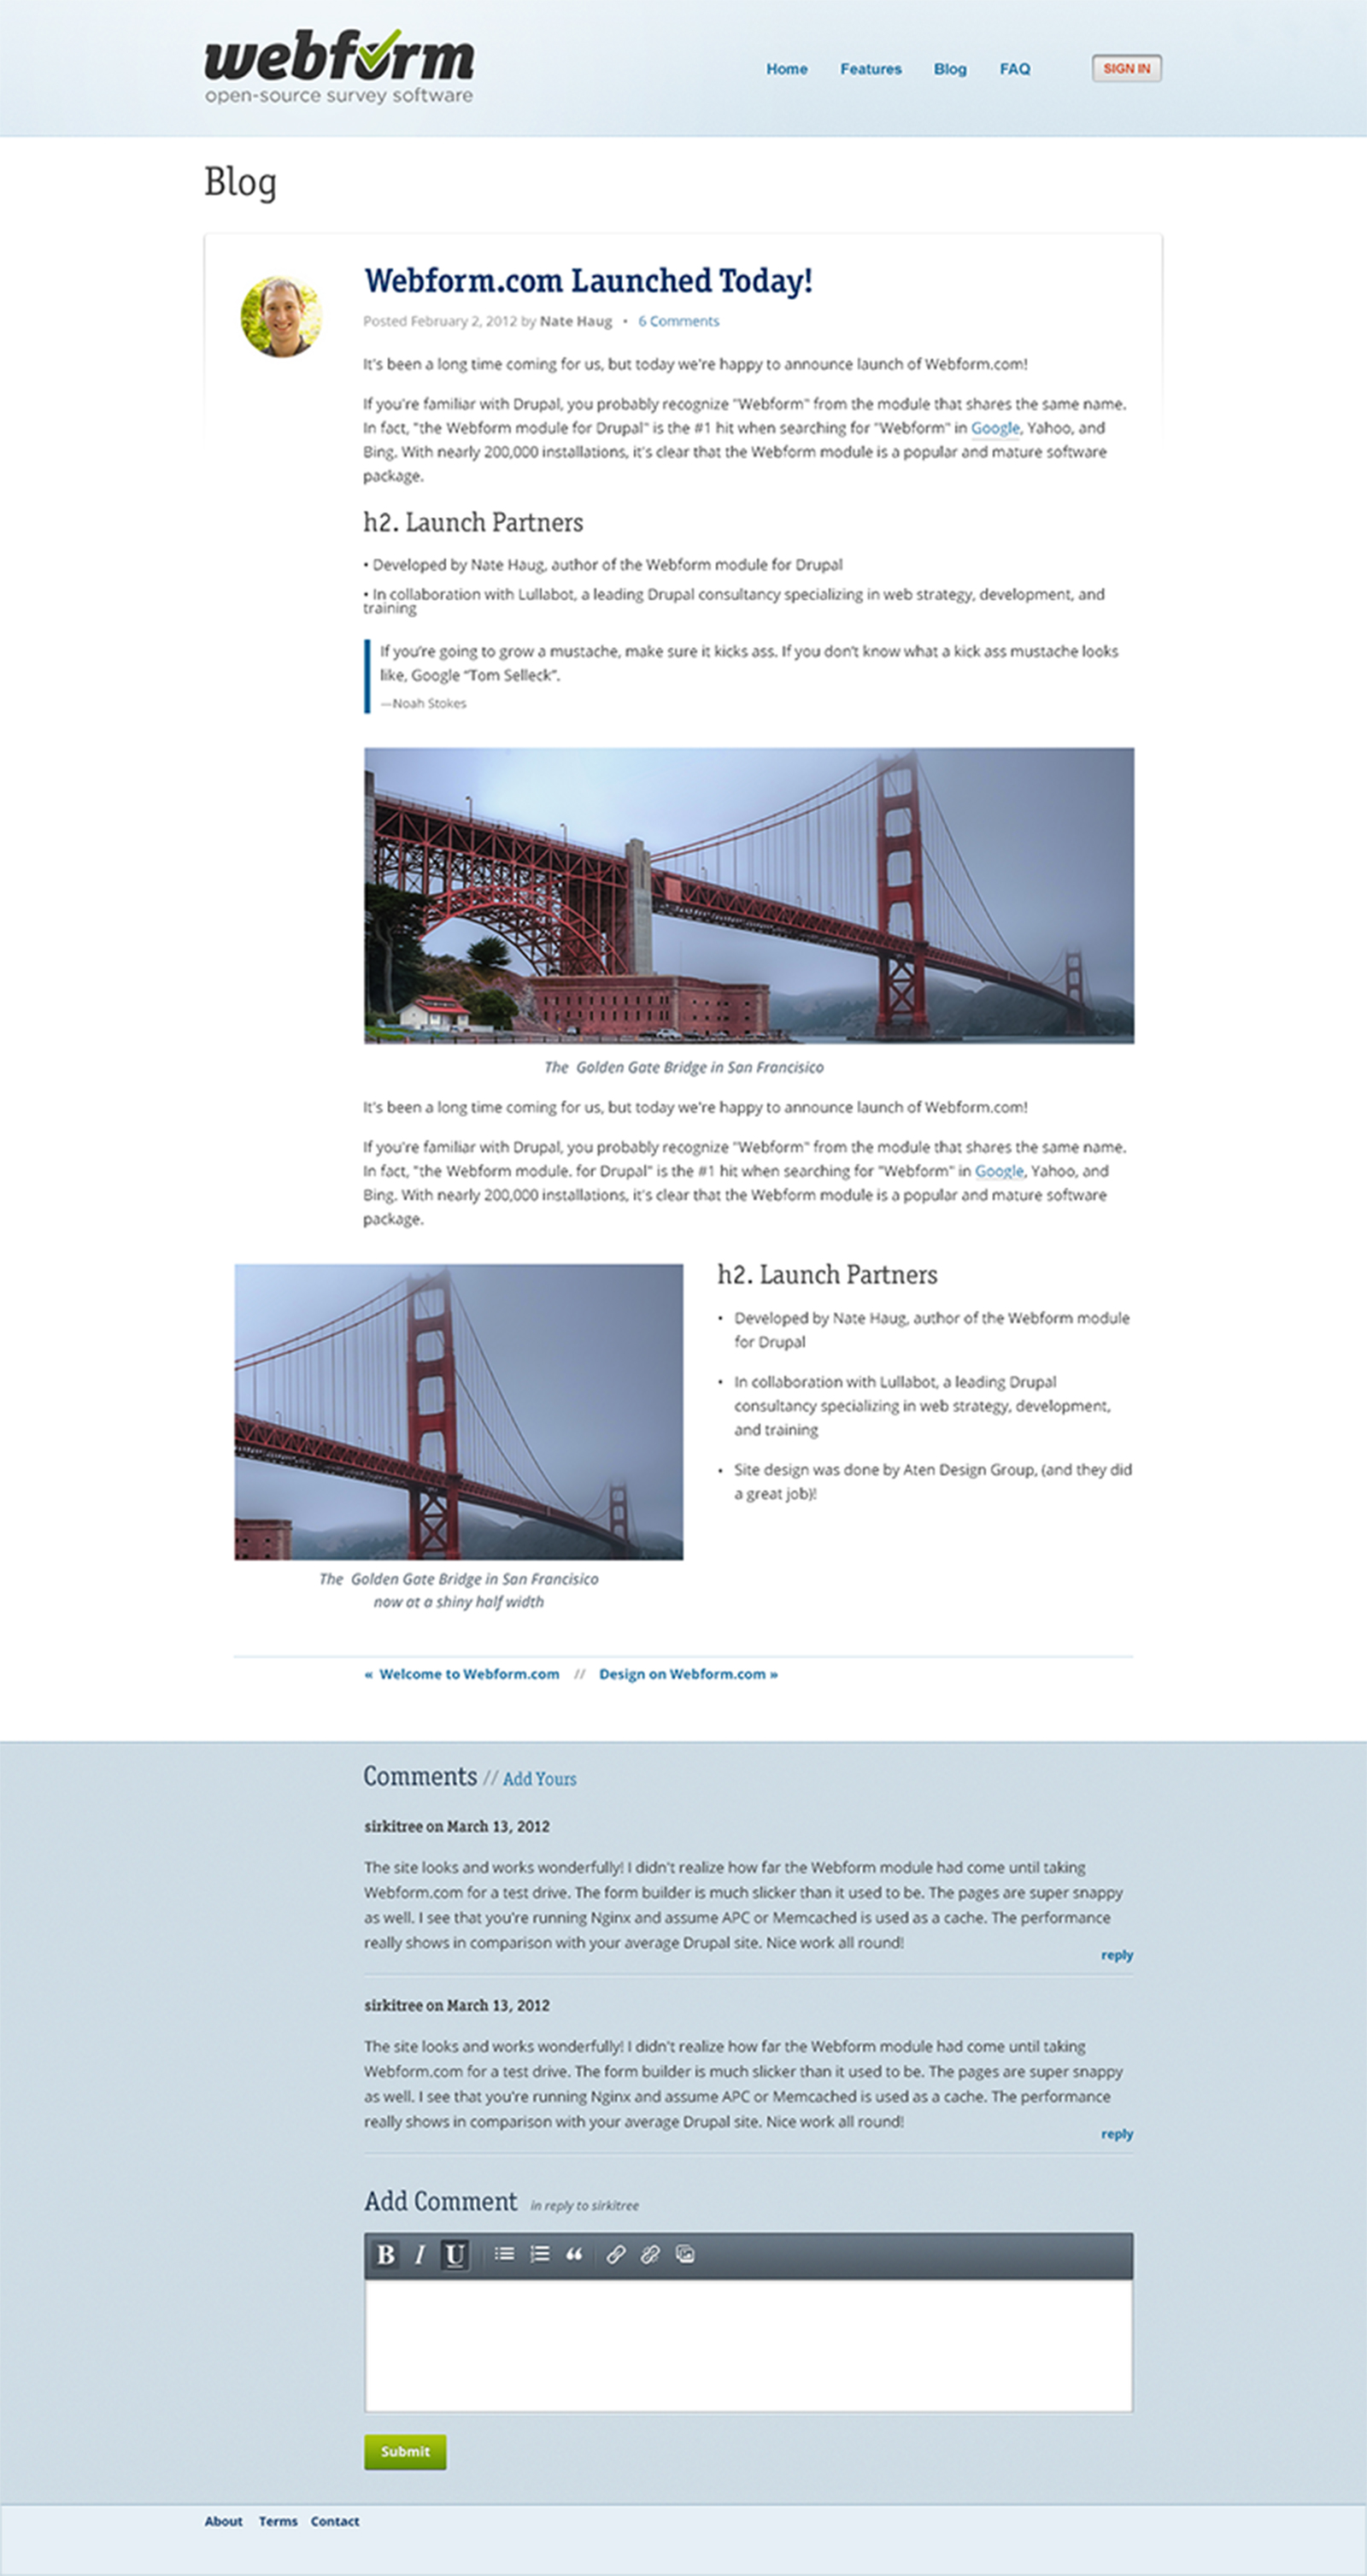 webform
open-source survey software
Home Features Blog FAQ SIGN IN
Blog
Webform.com Launched Today!
Posted February 2, 2012 by Nate Haug • 6 Comments
It's been a long time coming for us, but today we're happy to announce launch of Webform.com!
If you're familiar with Drupal, you probably recognize "Webform" from the module that shares the same name.
In fact, "the Webform module for Drupal" is the #1 hit when searching for "Webform" in Google, Yahoo, and
Bing. With nearly 200,000 installations, it's clear that the Webform module is a popular and mature software
package.
h2. Launch Partners
• Developed by Nate Haug, author of the Webform module for Drupal
• In collaboration with Lullabot, a leading Drupal consultancy specializing in web strategy, development, and
training
If you're going to grow a mustache, make sure it kicks ass. If you don't know what a kick ass mustache looks
like, Google “Tom Selleck”.
—Noah Stokes
The Golden Gate Bridge in San Francisico
It's been a long time coming for us, but today we're happy to announce launch of Webform.com!
If you're familiar with Drupal, you probably recognize "Webform" from the module that shares the same name.
In fact, "the Webform module. for Drupal" is the #1 hit when searching for "Webform" in Google, Yahoo, and
Bing. With nearly 200,000 installations, it's clear that the Webform module is a popular and mature software
package.
The Golden Gate Bridge in San Francisico
now at a shiny half width
h2. Launch Partners
• Developed by Nate Haug, author of the Webform module
for Drupal
• In collaboration with Lullabot, a leading Drupal
consultancy specializing in web strategy, development,
and training
• Site design was done by Aten Design Group, (and they did
a great job)!
« Welcome to Webform.com // Design on Webform.com »
Comments // Add Yours
sirkitree on March 13, 2012
The site looks and works wonderfully! I didn't realize how far the Webform module had come until taking
Webform.com for a test drive. The form builder is much slicker than it used to be. The pages are super snappy
as well. I see that you're running Nginx and assume APC or Memcached is used as a cache. The performance
really shows in comparison with your average Drupal site. Nice work all round!
reply
sirkitree on March 13, 2012
The site looks and works wonderfully! I didn't realize how far the Webform module had come until taking
Webform.com for a test drive. The form builder is much slicker than it used to be. The pages are super snappy
as well. I see that you're running Nginx and assume APC or Memcached is used as a cache. The performance
really shows in comparison with your average Drupal site. Nice work all round!
reply
Add Comment in reply to sirkitree
B I U
Submit
About Terms Contact